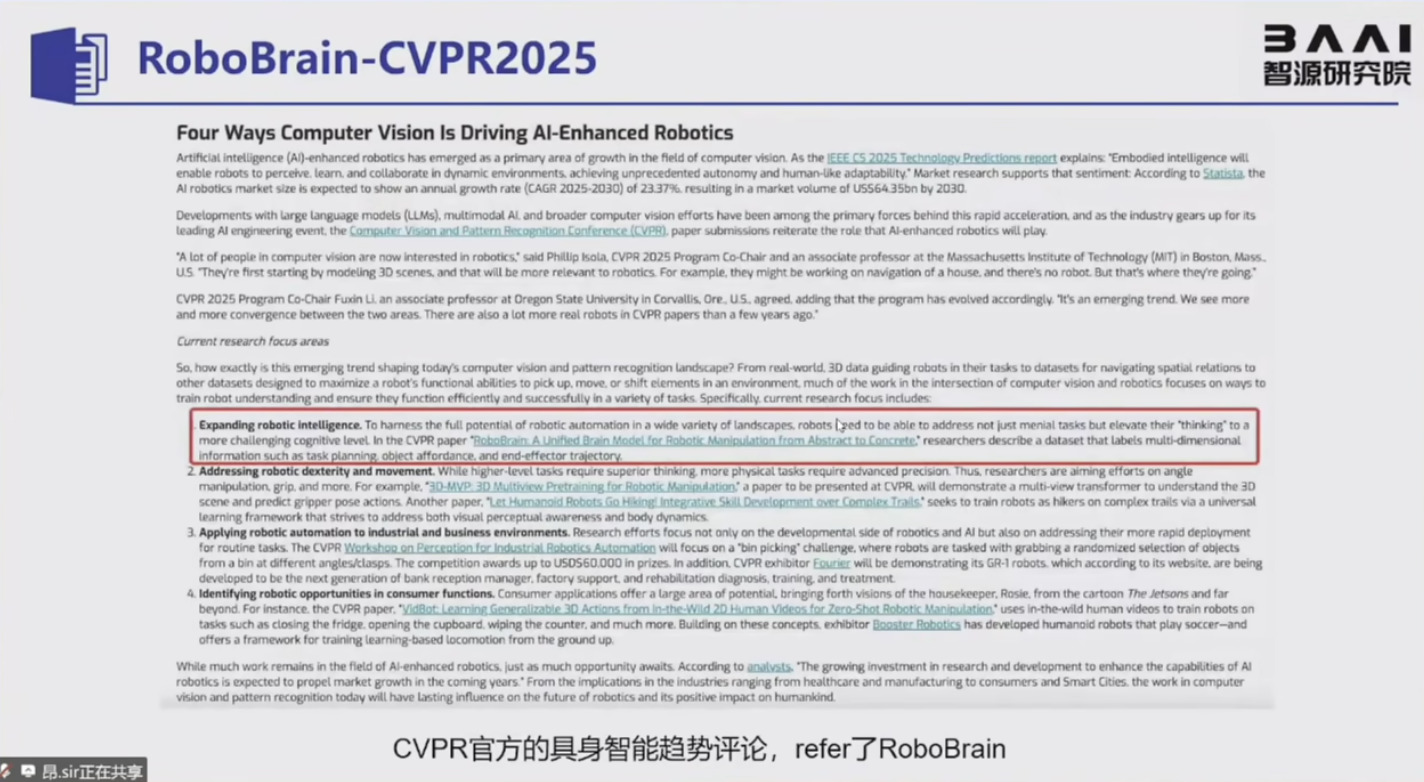 RoboBrain-CVPR2025
BAAI
智源研究院
Four Ways Computer Vision Is Driving AI-Enhanced Robotics
Artificial intelligence (AI)-enhanced robotics has emerged as a primary area of growth in the field of computer vision. As the IEEE CS 2025 Technology Predictions report explains: "Embodied intelligence will
enable robots to perceive, learn, and collaborate in dynamic environments, achieving unprecedented autonomy and human-like adaptability." Market research supports that sentiment: According to Statista, the
AI robotics market size is expected to show an annual growth rate (CAGR 2025-2030) of 23.37%, resulting in a market volume of US$64.35bn by 2030.
Developments with large language models (LLMs), multimodal AI, and broader computer vision efforts have been among the primary forces behind this rapid acceleration, and as the industry gears up for its
leading AI engineering event, the Computer Vision and Pattern Recognition Conference (CVPR), paper submissions reiterate the role that AI-enhanced robotics will play.
"A lot of people in computer vision are now interested in robotics," said Phillip Isola, CVPR 2025 Program Co-Chair and an associate professor at the Massachusetts Institute of Technology (MIT) in Boston, Mass.,
U.S. "They're first starting by modeling 3D scenes, and that will be more relevant to robotics. For example, they might be working on navigation of a house, and there's no robot. But that's where they're going."
CVPR 2025 Program Co-Chair Fuxin Li, an associate professor at Oregon State University in Corvallis, Ore., U.S., agreed, adding that the program has evolved accordingly. "It's an emerging trend. We see more
and more convergence between the two areas. There are also a lot more real robots in CVPR papers than a few years ago."
Current research focus areas
So, how exactly is this emerging trend shaping today's computer vision and pattern recognition landscape? From real-world, 3D data guiding robots in their tasks to datasets for navigating spatial relations to
other datasets designed to maximize a robot's functional abilities to pick up, move, or shift elements in an environment, much of the work in the intersection of computer vision and robotics focuses on ways to
train robot understanding and ensure they function efficiently and successfully in a variety of tasks. Specifically, current research focus includes:
Expanding robotic intelligence. To harness the full potential of robotic automation in a wide variety of landscapes, robots need to be able to address not just menial tasks but elevate their "thinking" to a
more challenging cognitive level. In the CVPR paper "RoboBrain: A Unified Brain Model for Robotic Manipulation from Abstract to Concrete," researchers describe a dataset that labels multi-dimensional
information such as task planning, object affordance, and end-effector trajectory.
2. Addressing robotic dexterity and movement. While higher-level tasks require superior thinking, more physical tasks require advanced precision. Thus, researchers are aiming efforts on angle
manipulation, grip, and more. For example, "3D-MVP: 3D Multiview Pretraining for Robotic Manipulation," a paper to be presented at CVPR, will demonstrate a multi-view transformer to understand the 3D
scene and predict gripper pose actions. Another paper, "Let Humanoid Robots Go Hiking! Integrative Skill Development over Complex Trails," seeks to train robots as hikers on complex trails via a universal
learning framework that strives to address both visual perceptual awareness and body dynamics.
3. Applying robotic automation to industrial and business environments. Research efforts focus not only on the developmental side of robotics and AI but also on addressing their more rapid deployment
for routine tasks. The CVPR Workshop on Perception for Industrial Robotics Automation will focus on a "bin picking" challenge, where robots are tasked with grabbing a randomized selection of objects
from a bin at different angles/clasps. The competition awards up to USD$60,000 in prizes. In addition, CVPR exhibitor Fourier will be demonstrating its GR-1 robots, which according to its website, are being
developed to be the next generation of bank reception manager, factory support, and rehabilitation diagnosis, training, and treatment.
4. Identifying robotic opportunities in consumer functions. Consumer applications offer a large area of potential, bringing forth visions of the housekeeper, Rosie, from the cartoon The Jetsons and far
beyond. For instance, the CVPR paper, "VidBot: Learning Generalizable 3D Actions from In-the-Wild 2D Human Videos for Zero-Shot Robotic Manipulation," uses in-the-wild human videos to train robots on
tasks such as closing the fridge, opening the cupboard, wiping the counter, and much more. Building on these concepts, exhibitor Booster Robotics has developed humanoid robots that play soccer—and
offers a framework for training learning-based locomotion from the ground up.
While much work remains in the field of AI-enhanced robotics, just as much opportunity awaits. According to analysts, "The growing investment in research and development to enhance the capabilities of AI
robotics is expected to propel market growth in the coming years." From the implications in the industries ranging from healthcare and manufacturing to consumers and Smart Cities, the work in computer
vision and pattern recognition today will have lasting influence on the future of robotics and its positive impact on humankind.
CVPR官方的具身智能趋势评论，refer了RoboBrain
昂.sir正在共享